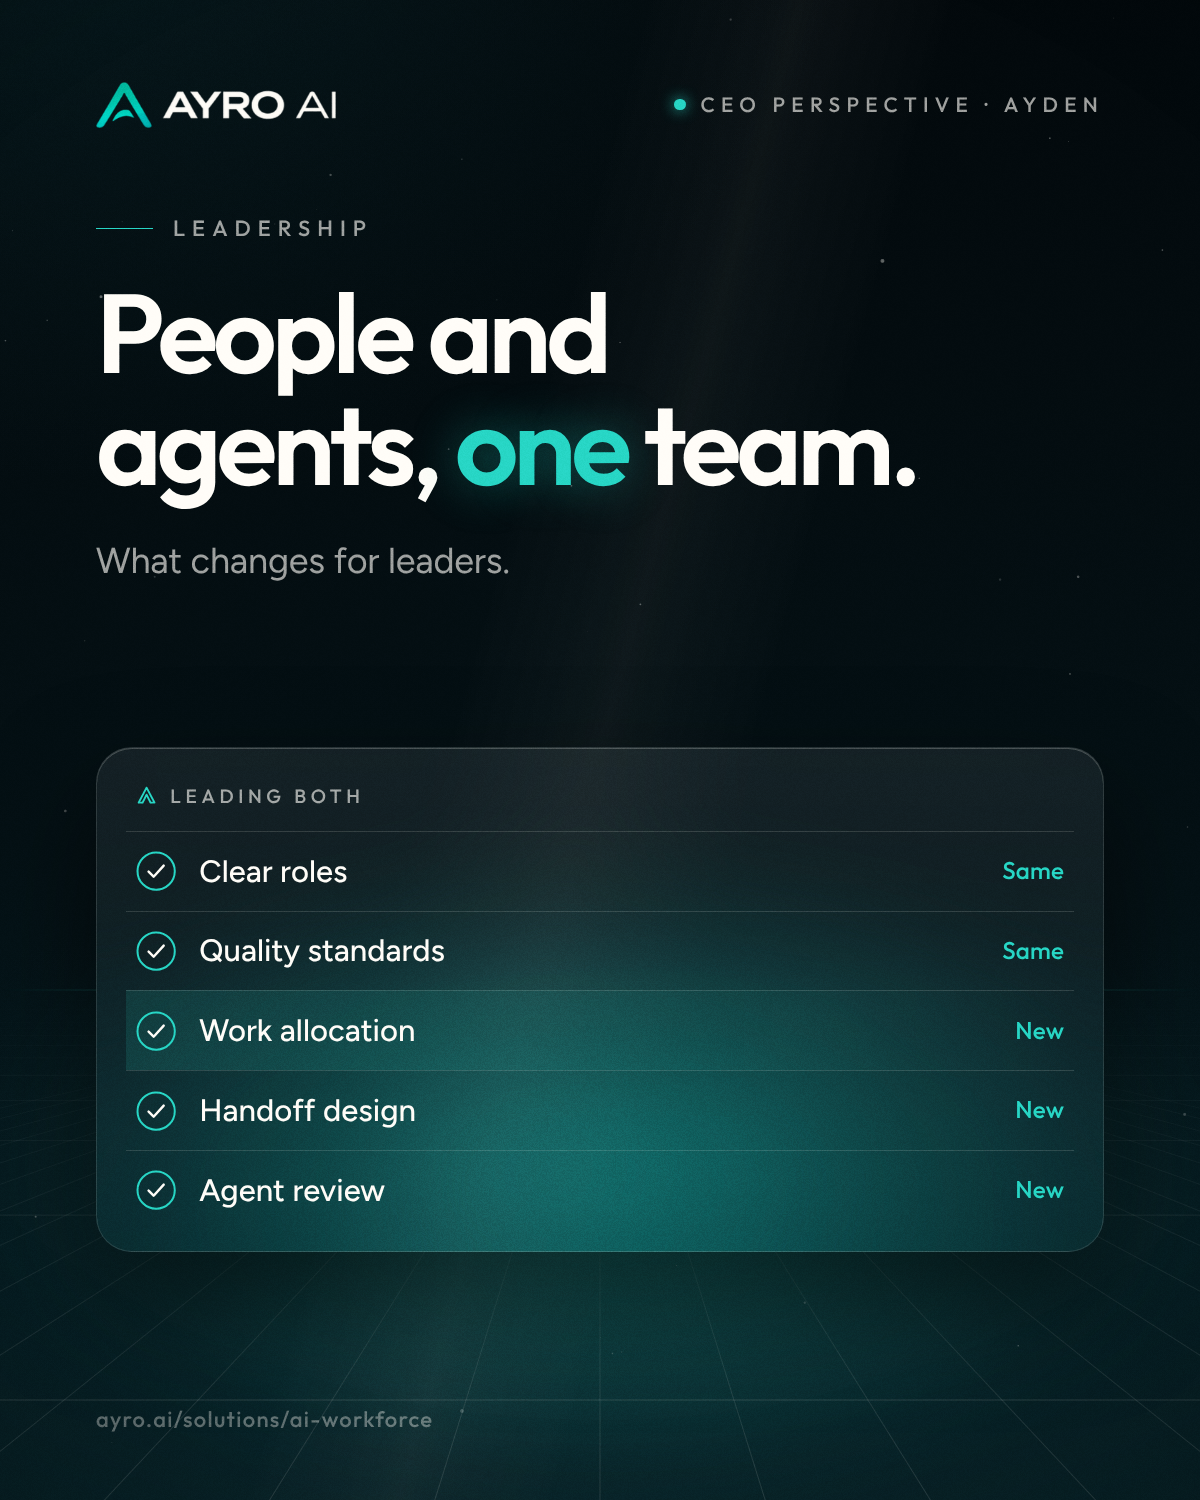 AYRO AI
CEO PERSPECTIVE · AYDEN
LEADERSHIP
People and
agents, one team.
What changes for leaders.
LEADING BOTH
Clear roles Same
Quality standards Same
Work allocation New
Handoff design New
Agent review New
ayro.ai/solutions/ai-workforce